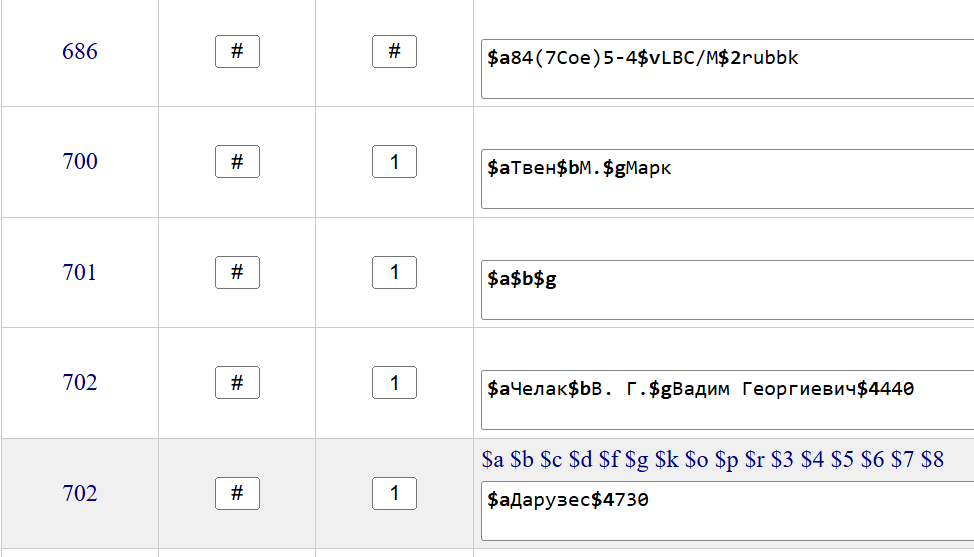 686 # # $a84(7Сое)5-4$vLBC/M$2rubbk
700 # 1 $aТвен$bМ.$gМарк
701 # 1 $a$b$g
702 # 1 $aЧелак$bВ. Г.$gВадим Георгиевич$4440
$a $b $c $d $f $g $k $o $p $r $3 $4 $5 $6 $7 $8
702 # 1 $aДарузес$4730